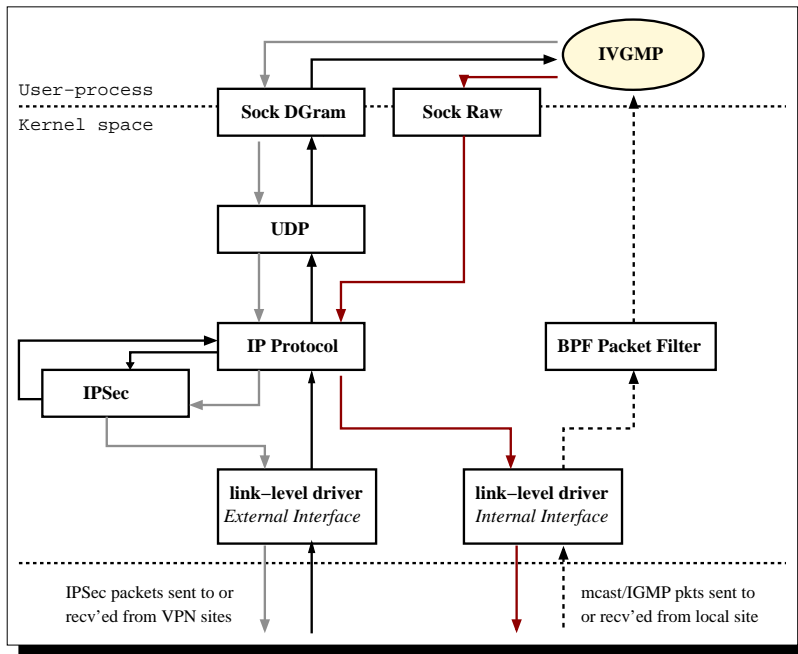 IVGMP
User-process
Kernel space
Sock DGram
Sock Raw
UDP
IP Protocol
BPF Packet Filter
IPSec
link-level driver
External Interface
link-level driver
Internal Interface
IPSec packets sent to or
recv'ed from VPN sites
mcast/IGMP pkts sent to
or recv'ed from local site